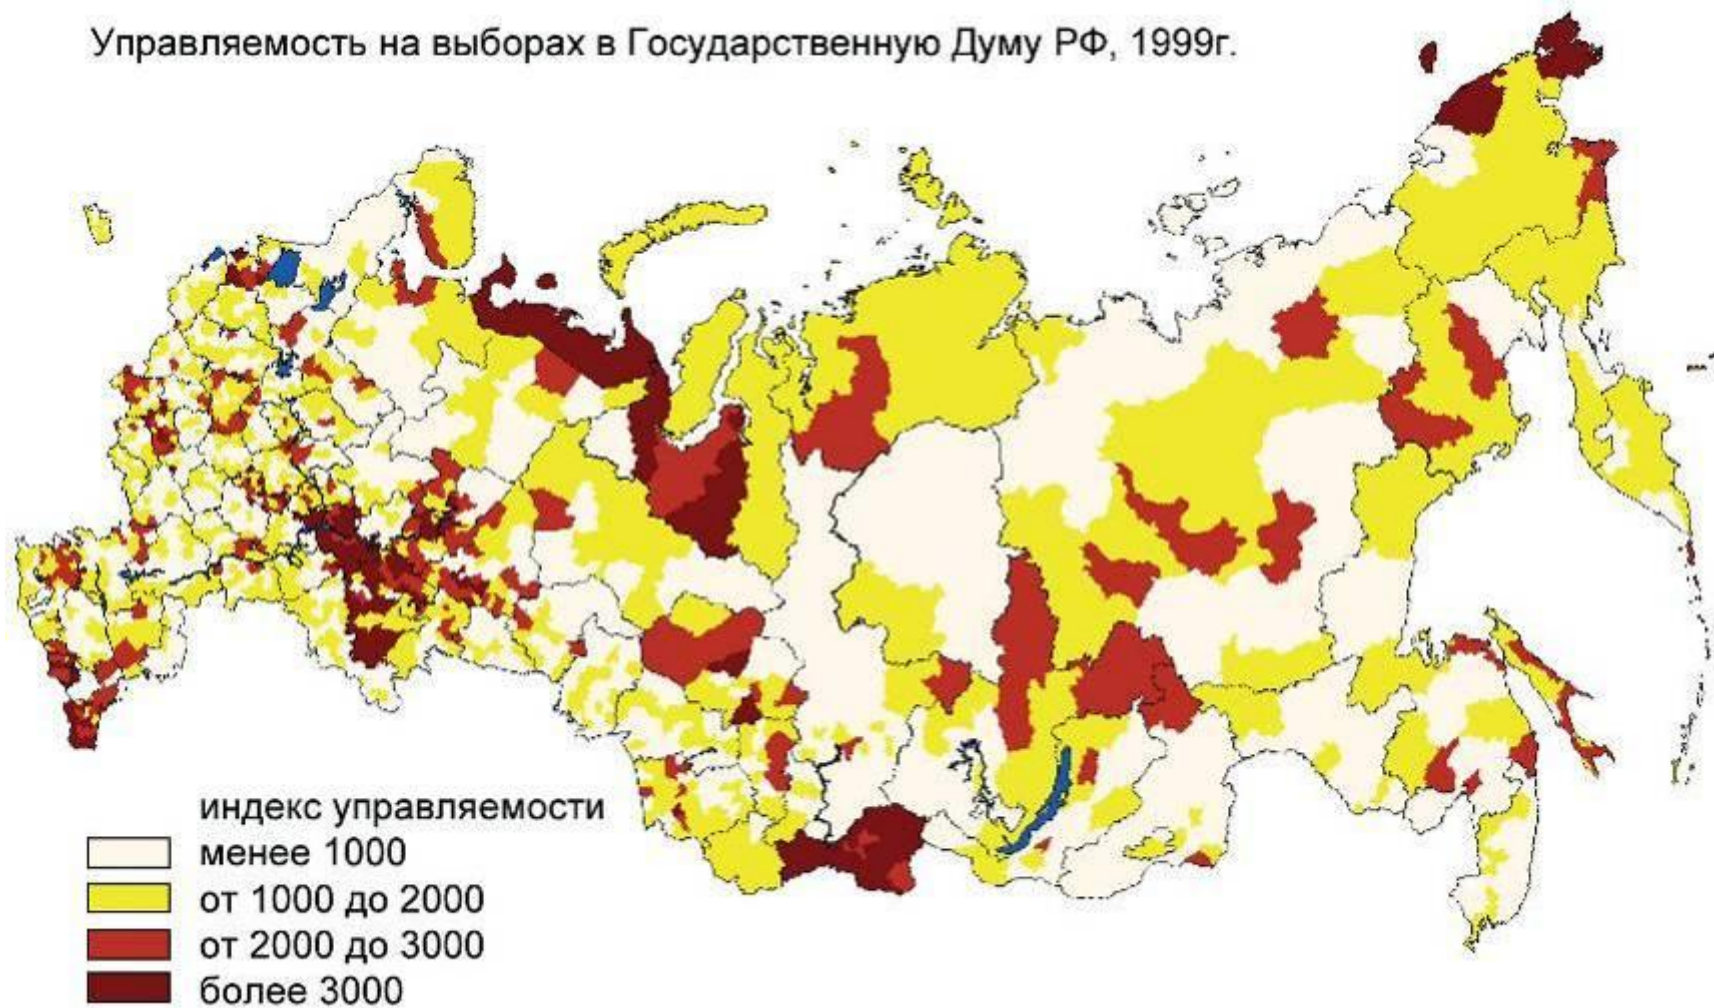 Управляемость на выборах в Государственную Думу РФ, 1999г.
индекс управляемости
менее 1000
от 1000 до 2000
от 2000 до 3000
более 3000